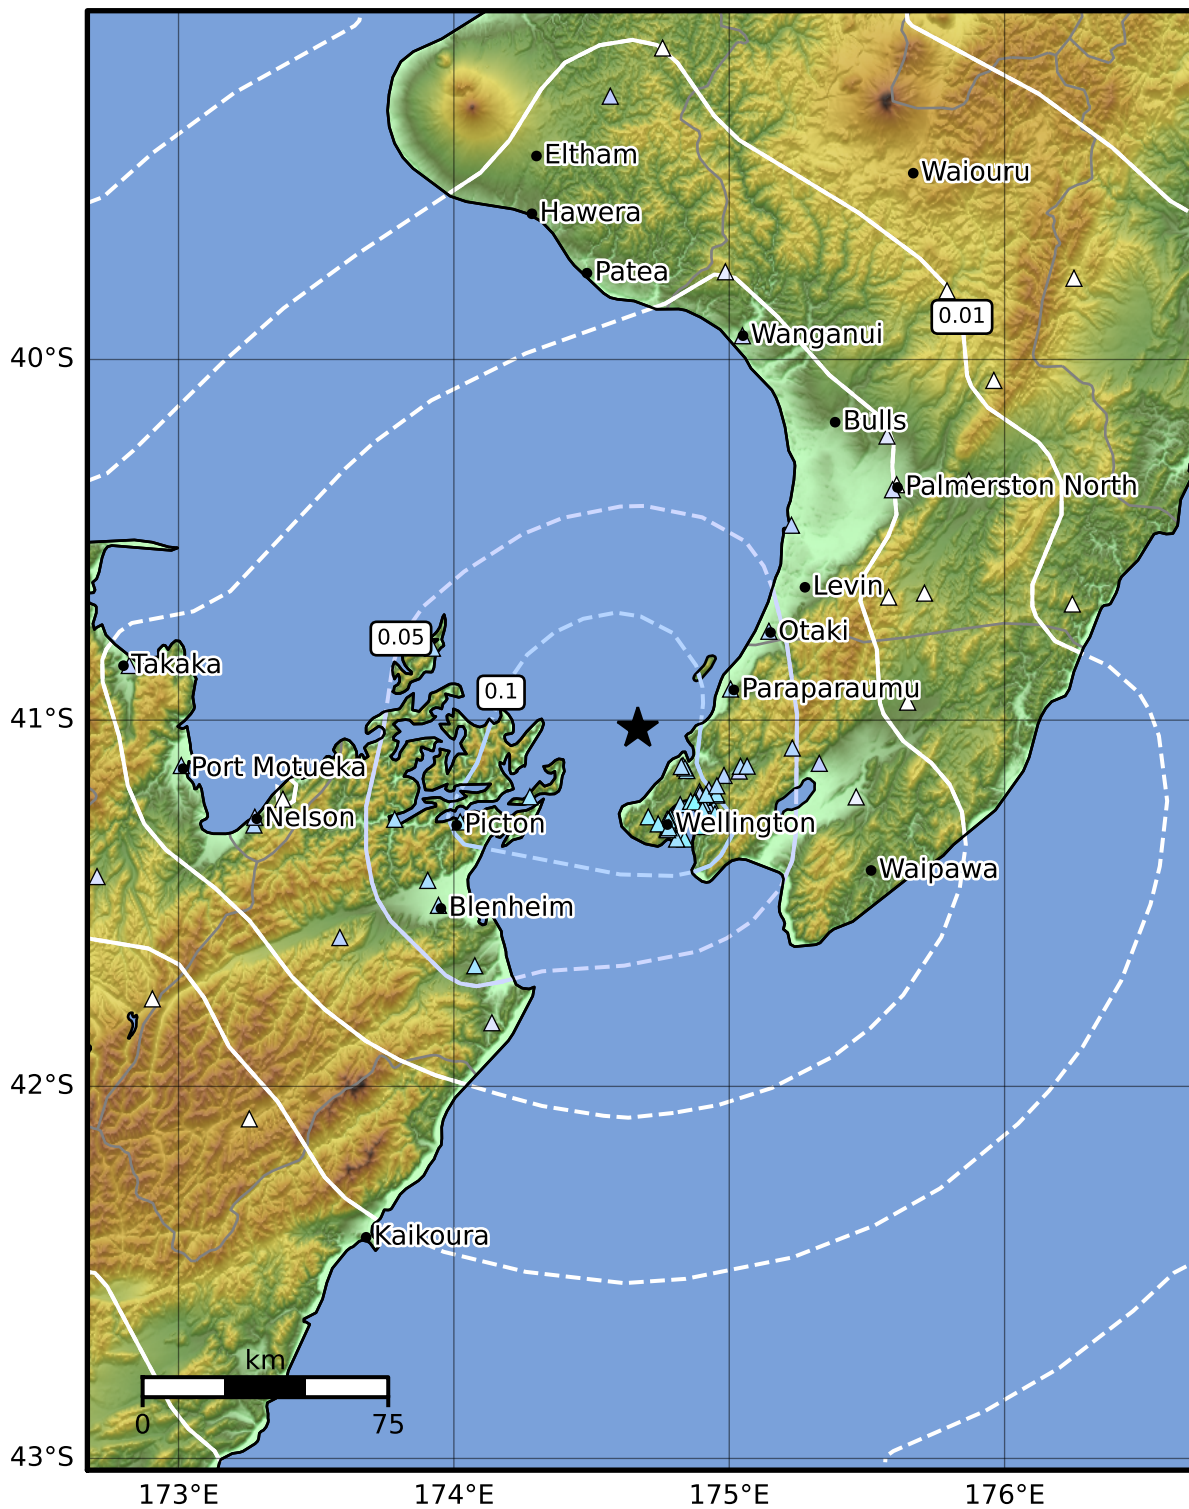 Eltham
Waiouru
Hawera
Patea
0.01
Wanganui
40°S
Bulls
Palmerston North
Levin
Otaki
0.05
Takaka
Paraparaumu
0.1
41°S
Port Motueka
Nelson
Picton
Wellington
Waipawa
Blenheim
42°S
Kaikoura
km
0
75
43°S
173°E
174°E
175°E
176°E